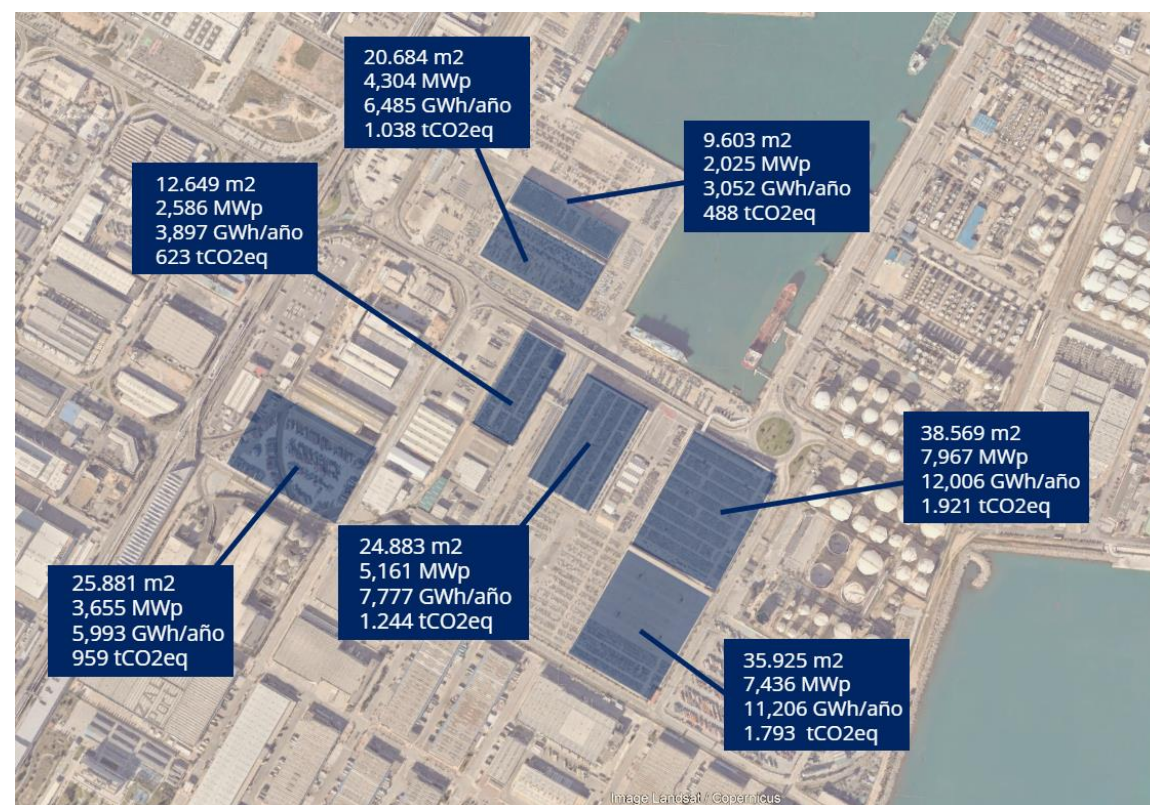 20.684 m2
4,304 MWp
6,485 GWh/año
1.038 tCO2eq
9.603 m2
2,025 MWp
3,052 GWh/año
488 tCO2eq
12.649 m2
2,586 MWp
3,897 GWh/año
623 tCO2eq
38.569 m2
7,967 MWp
12,006 GWh/año
1.921 tCO2eq
24.883 m2
5,161 MWp
7,777 GWh/año
1.244 tCO2eq
25.881 m2
3,655 MWp
5,993 GWh/año
959 tCO2eq
35.925 m2
7,436 MWp
11,206 GWh/año
1.793 tCO2eq
Image Landsat / Copernicus